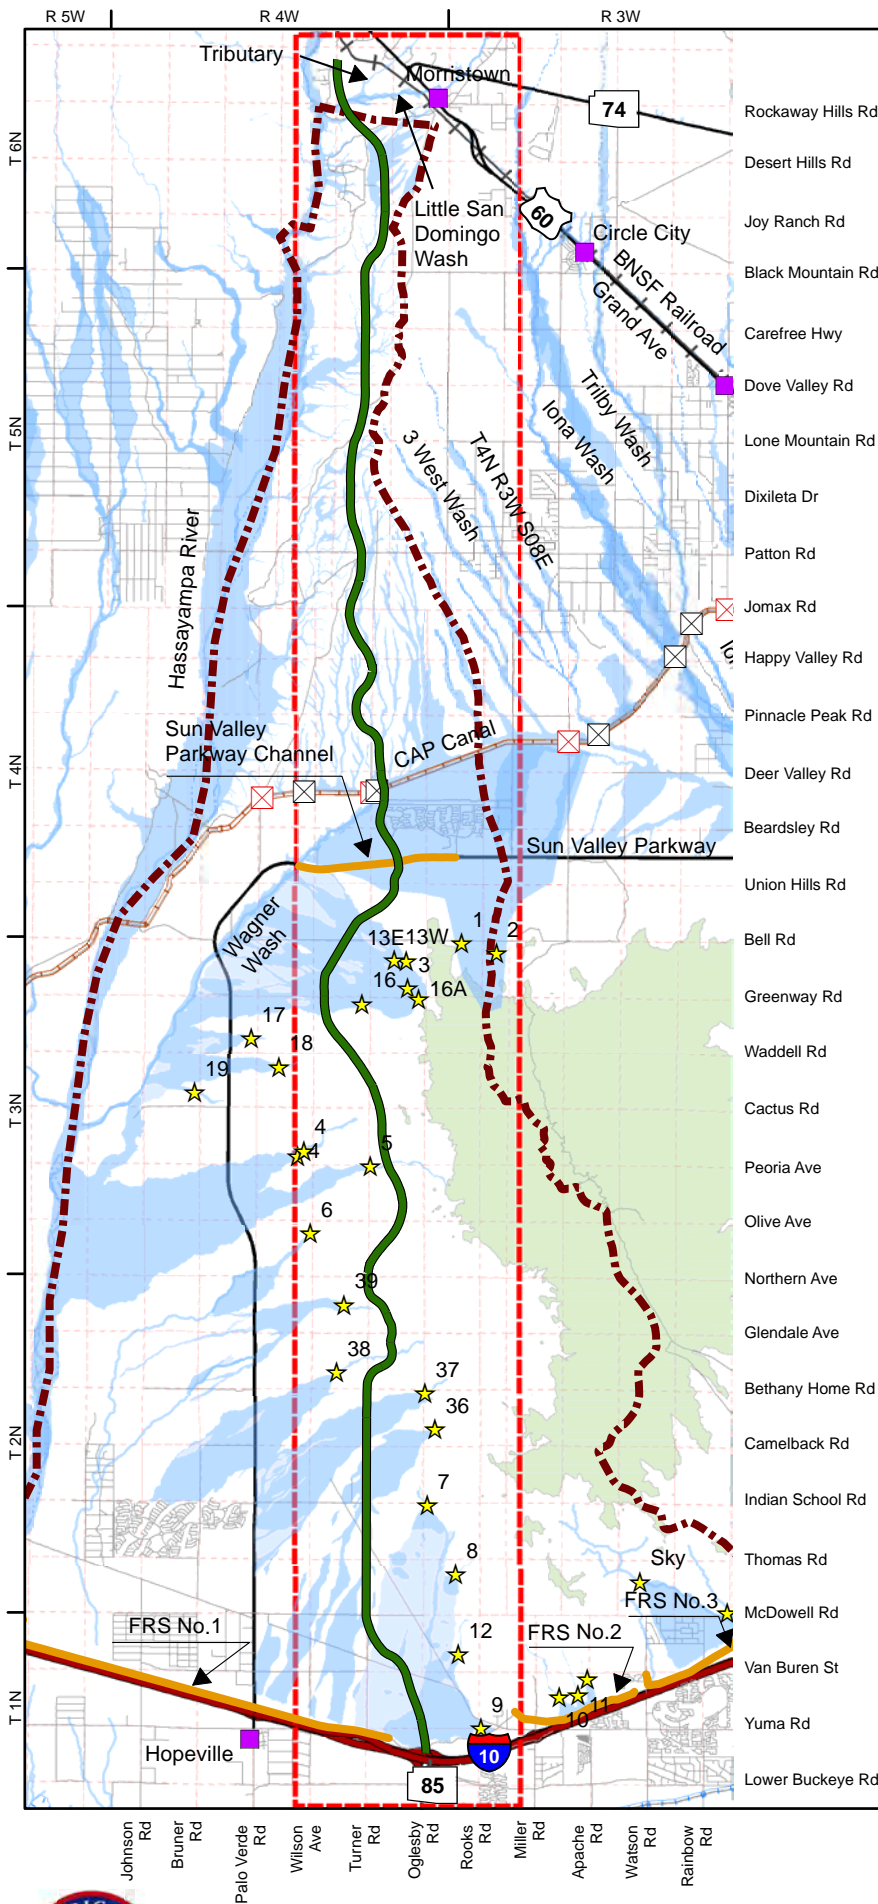 R 5W
R 4W
R 3W
Tributary
Morristown
74
Rockaway Hills Rd
T 6N
Desert Hills Rd
Little San
Domingo
Wash
60
Joy Ranch Rd
Circle City
Black Mountain Rd
BNSF Railroad
Grand Ave
Carefree Hwy
Dove Valley Rd
T 5N
Lone Mountain Rd
3 West Wash
T4N R3W S08E
Iona Wash
Trilby Wash
Dixileta Dr
Hassayampa River
Patton Rd
Jomax Rd
Happy Valley Rd
Sun Valley
Parkway Channel
Pinnacle Peak Rd
CAP Canal
T 4N
Deer Valley Rd
Beardsley Rd
Sun Valley Parkway
Union Hills Rd
Wagner
Wash
1
2
13E
13W
3
Bell Rd
16
16A
Greenway Rd
17
18
Waddell Rd
19
T 3N
Cactus Rd
4
4
5
Peoria Ave
6
Olive Ave
39
Northern Ave
Glendale Ave
38
37
Bethany Home Rd
36
T 2N
Camelback Rd
7
Indian School Rd
8
Sky
Thomas Rd
FRS No.3
McDowell Rd
FRS No.1
12
FRS No.2
Van Buren St
T 1N
9
10
11
Yuma Rd
Hopeville
10
85
Lower Buckeye Rd
Johnson
Rd
Bruner
Rd
Palo Verde
Rd
Wilson
Ave
Turner
Rd
Oglesby
Rd
Rooks
Rd
Miller
Rd
Apache
Rd
Watson
Rd
Rainbow
Rd